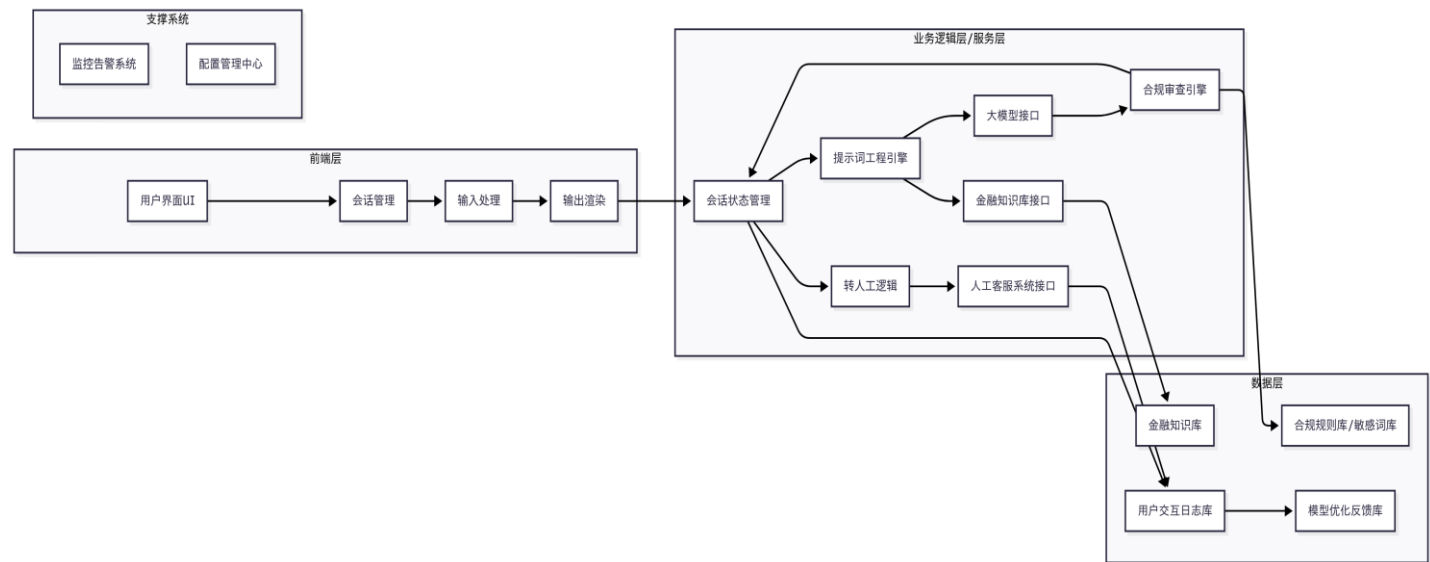 支撑系统
监控告警系统
配置管理中心
前端层
用户界面UI
会话管理
输入处理
输出渲染
业务逻辑层/服务层
合规审查引擎
大模型接口
提示词工程引擎
会话状态管理
金融知识库接口
转人工逻辑
人工客服系统接口
数据层
金融知识库
合规规则库/敏感词库
用户交互日志库
模型优化反馈库